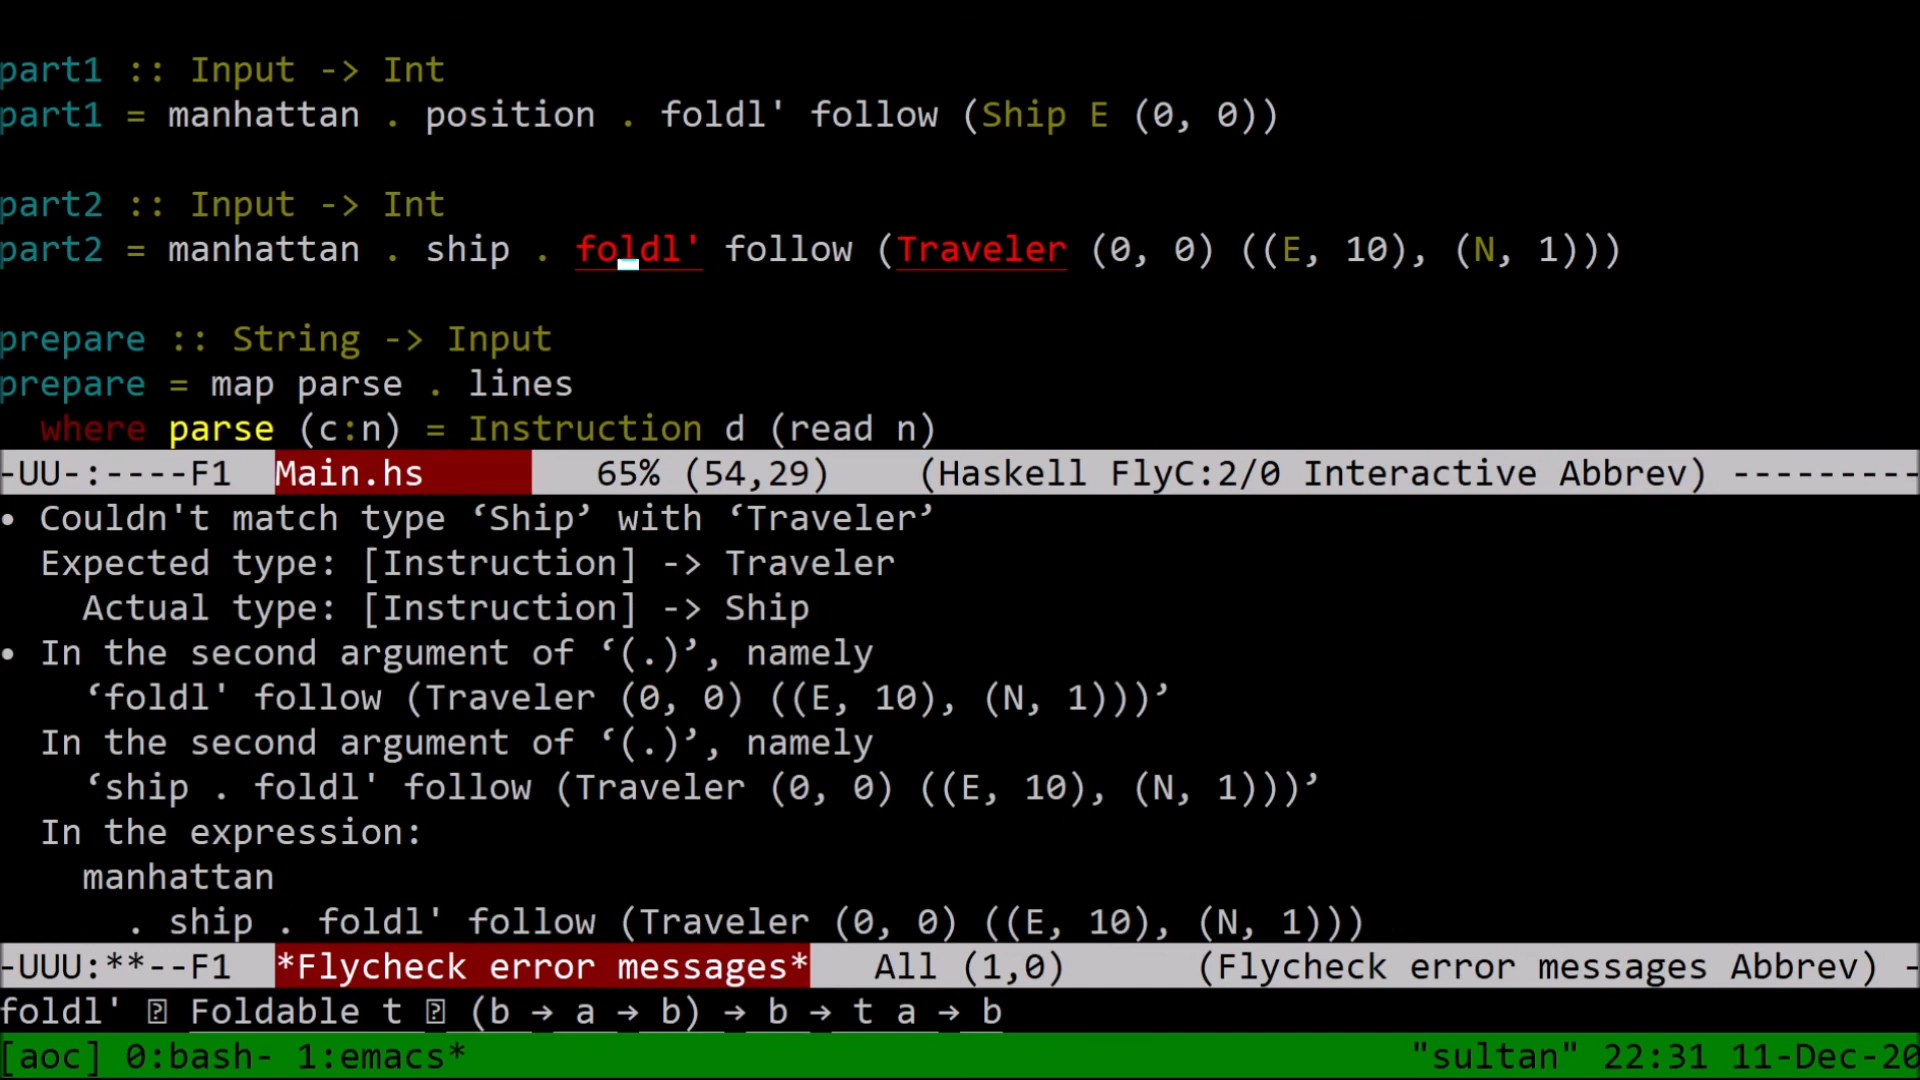 part1 :: Input -> Int
part1 = manhattan . position . foldl' follow (Ship E (0, 0))
part2 :: Input -> Int
part2 = manhattan . ship . foldl' follow (Traveler (0, 0) ((E, 10), (N, 1)))
prepare :: String -> Input
prepare = map parse . lines
  where parse (c:n) = Instruction d (read n)
-UU-:----F1  Main.hs        65% (54,29)    (Haskell FlyC:2/0 Interactive Abbrev) ---------
• Couldn't match type ‘Ship’ with ‘Traveler’
  Expected type: [Instruction] -> Traveler
    Actual type: [Instruction] -> Ship
• In the second argument of ‘(.)’, namely
    ‘foldl' follow (Traveler (0, 0) ((E, 10), (N, 1)))’
  In the second argument of ‘(.)’, namely
    ‘ship . foldl' follow (Traveler (0, 0) ((E, 10), (N, 1)))’
  In the expression:
    manhattan
      . ship . foldl' follow (Traveler (0, 0) ((E, 10), (N, 1)))
-UUU:**--F1  *Flycheck error messages*   All (1,0)      (Flycheck error messages Abbrev) -
foldl' Foldable t (b → a → b) → b → t a → b
[aoc] 0:bash- 1:emacs* "sultan" 22:31 11-Dec-20